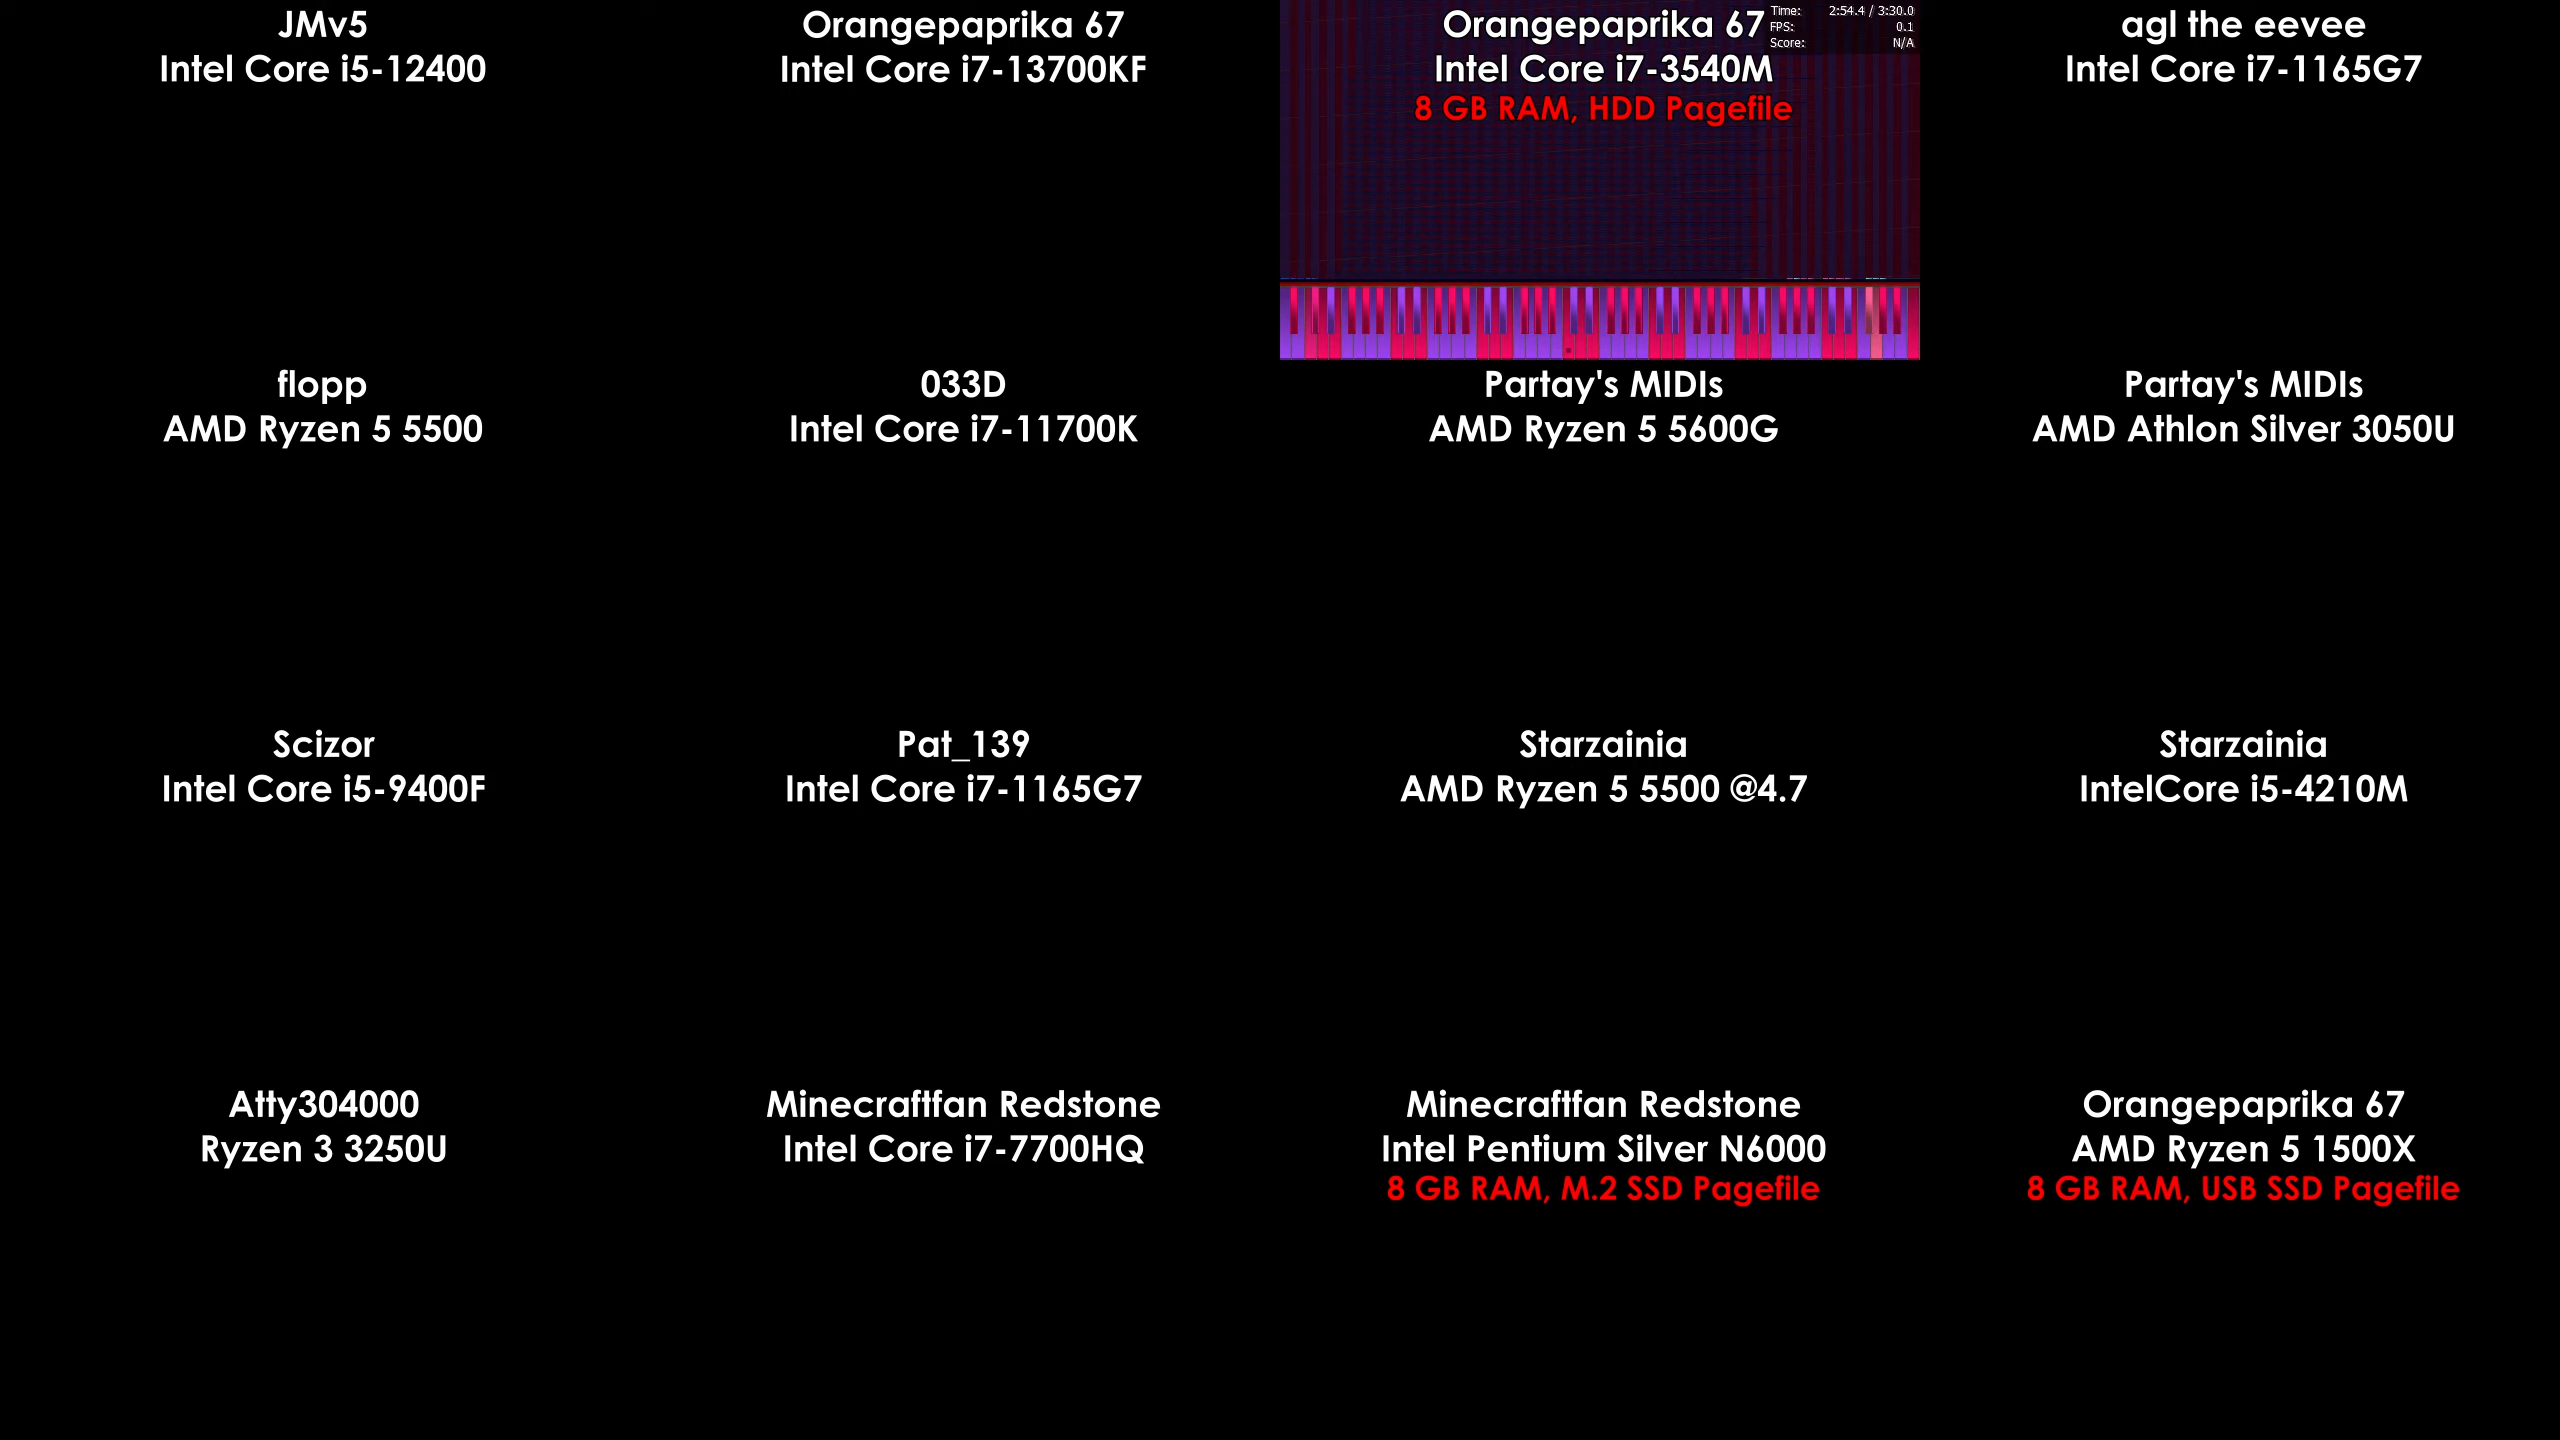 JMv5
Intel Core i5-12400
Orangepaprika 67
Intel Core i7-13700KF
Orangepaprika 67
Intel Core i7-3540M
8 GB RAM, HDD Pagefile
Time: 2:54.4 / 3:30.0
FPS: 0.1
Score: N/A
agl the eevee
Intel Core i7-1165G7
flopp
AMD Ryzen 5 5500
033D
Intel Core i7-11700K
Partay's MIDIs
AMD Ryzen 5 5600G
Partay's MIDIs
AMD Athlon Silver 3050U
Scizor
Intel Core i5-9400F
Pat_139
Intel Core i7-1165G7
Starzainia
AMD Ryzen 5 5500 @4.7
Starzainia
IntelCore i5-4210M
Atty304000
Ryzen 3 3250U
Minecraftfan Redstone
Intel Core i7-7700HQ
Minecraftfan Redstone
Intel Pentium Silver N6000
8 GB RAM, M.2 SSD Pagefile
Orangepaprika 67
AMD Ryzen 5 1500X
8 GB RAM, USB SSD Pagefile